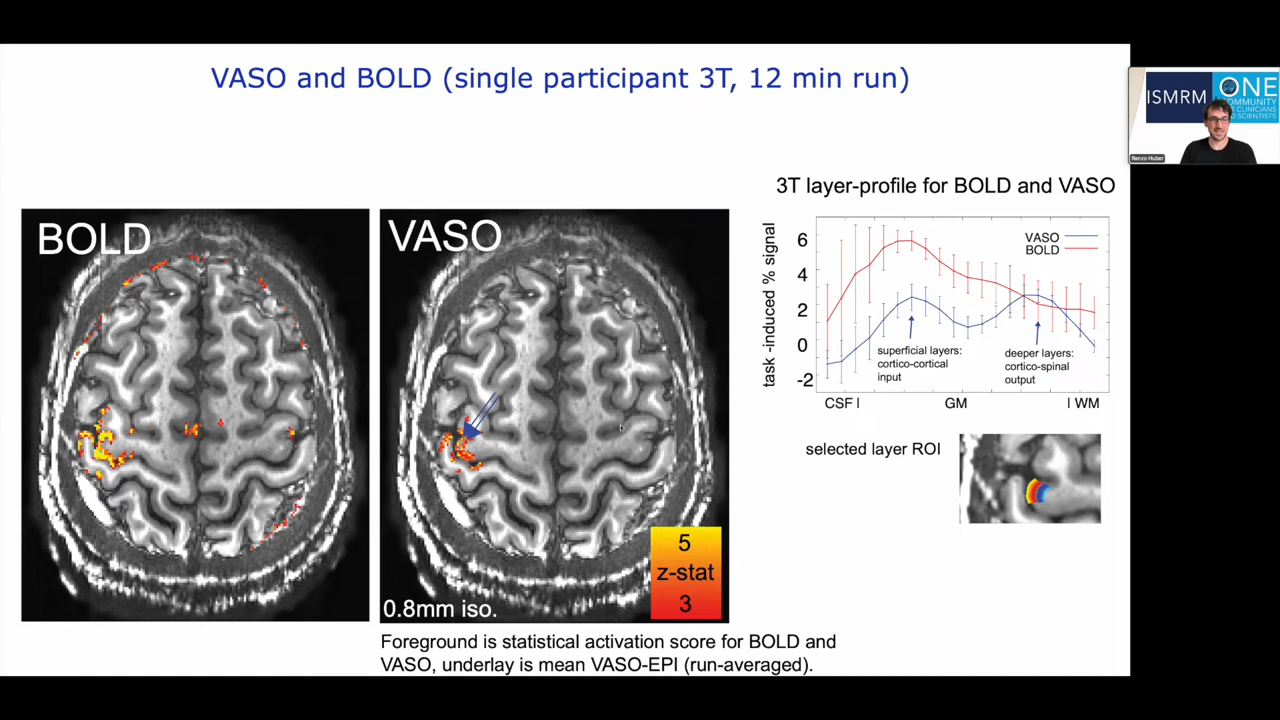 VASO and BOLD (single participant 3T, 12 min run)
ISMRM
ONE
COMMUNITY
Renzo Huber
3T layer-profile for BOLD and VASO
BOLD
VASO
task -induced % signal
6
4
2
0
-2
VASO
BOLD
superficial layers:
cortico-cortical
input
deeper layers:
cortico-spinal
output
CSF I
GM
I WM
selected layer ROI
5
z-stat
3
0.8mm iso.
Foreground is statistical activation score for BOLD and
VASO, underlay is mean VASO-EPI (run-averaged).